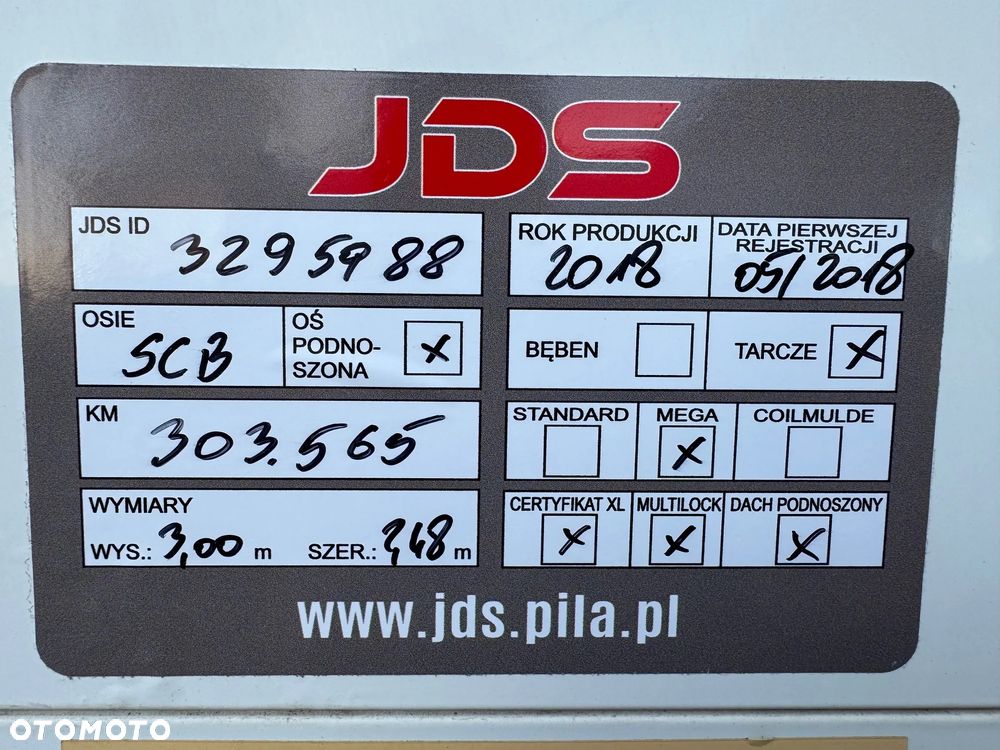 JDS
JDS ID 3295988
ROK PRODUKCJI 2018
DATA PIERWSZEJ
REJESTRACJI
05/2018
OSIE SCB
OŚ
PODNO-
SZONA X
BĘBEN
TARCZE X
KM 303.565
STANDARD MEGA COILMULDE
X
WYMIARY
WYS.: 3,00 m SZER.: 2,48 m
CERTYFIKAT XL MULTILOCK DACH PODNOSZONY
X X X
www.jds.pila.pl
OTOMOTO